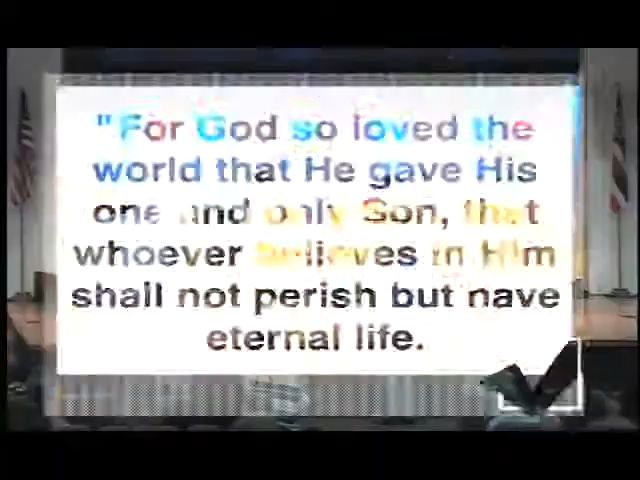 "For God so loved the
world that He gave His
one and only Son, that
whoever believes in Him
shall not perish but have
eternal life.